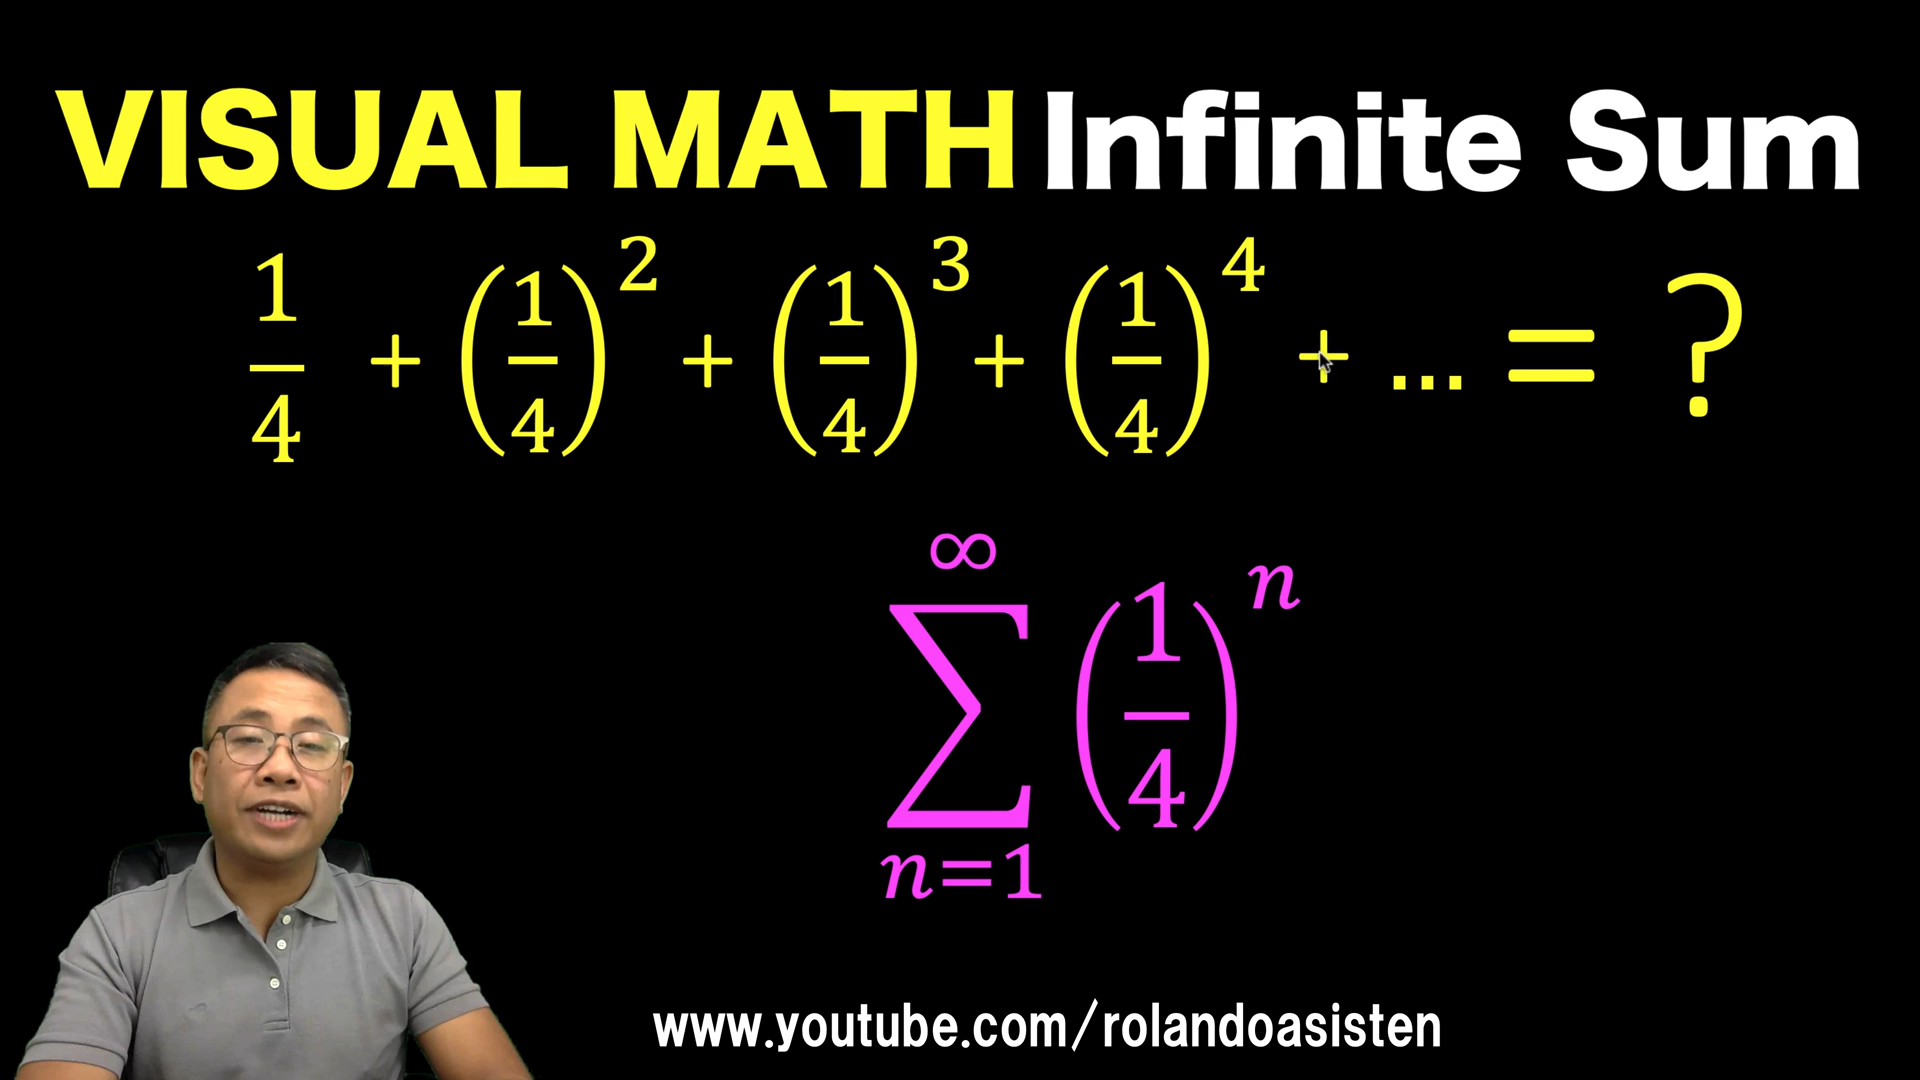 VISUAL MATH Infinite Sum
1/4 + (1/4)^2 + (1/4)^3 + (1/4)^4 + ... = ?
∑_{n=1}^{∞} (1/4)^n
www.youtube.com/rolandoasisten